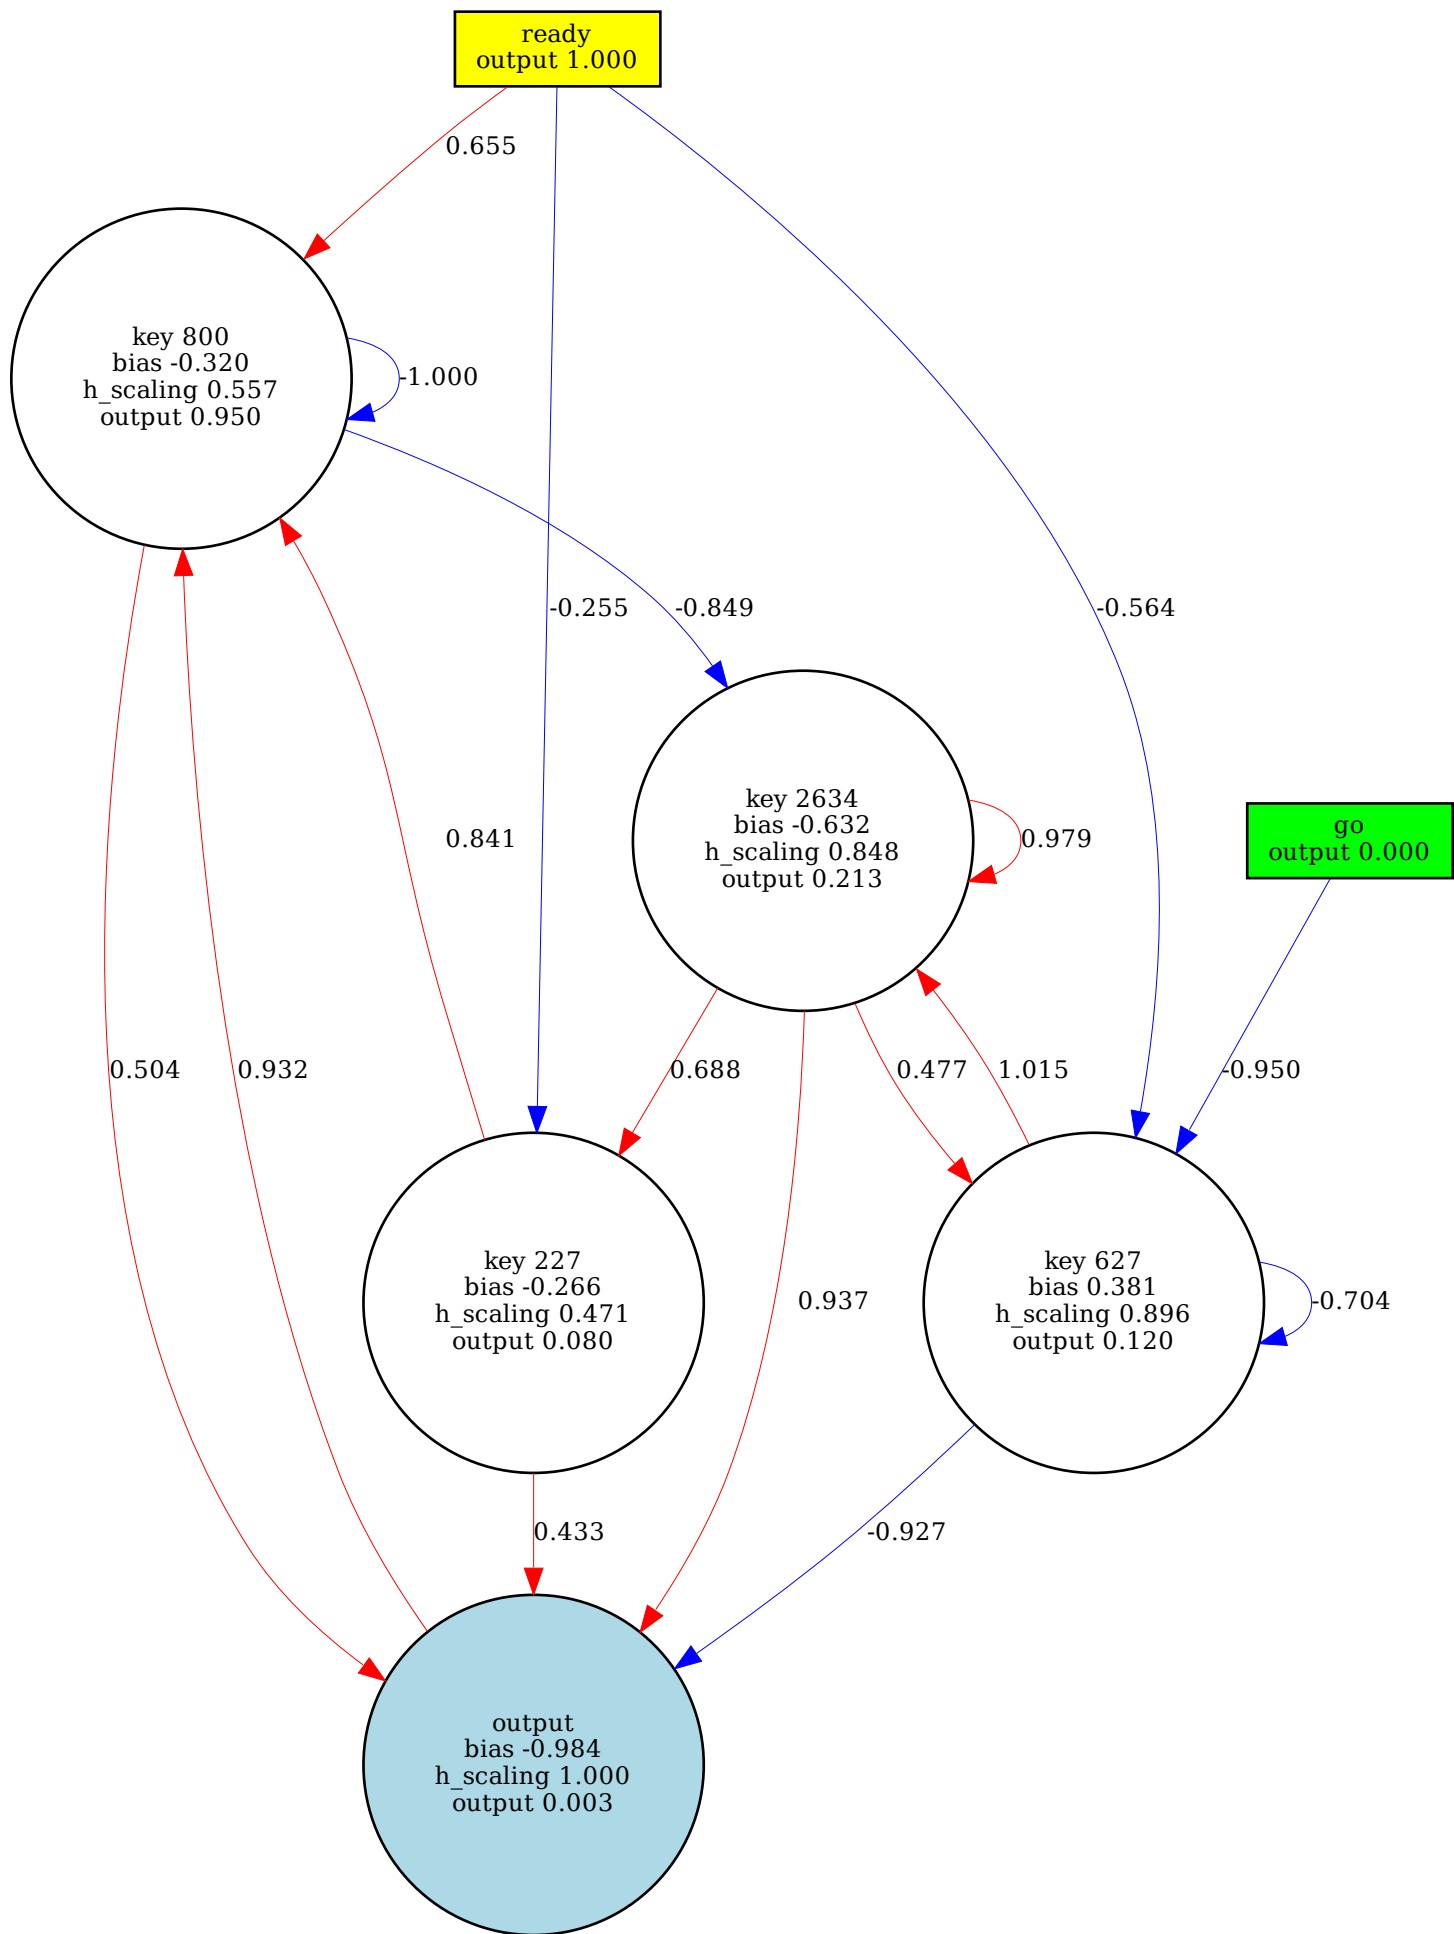 ready
output 1.000
0.655
key 800
bias -0.320
h_scaling 0.557
output 0.950
-1.000
-0.255
-0.849
-0.564
key 2634
bias -0.632
h_scaling 0.848
output 0.213
0.979
0.841
go
output 0.000
0.504
0.932
0.688
0.477
1.015
-0.950
key 227
bias -0.266
h_scaling 0.471
output 0.080
0.937
key 627
bias 0.381
h_scaling 0.896
output 0.120
-0.704
0.433
-0.927
output
bias -0.984
h_scaling 1.000
output 0.003